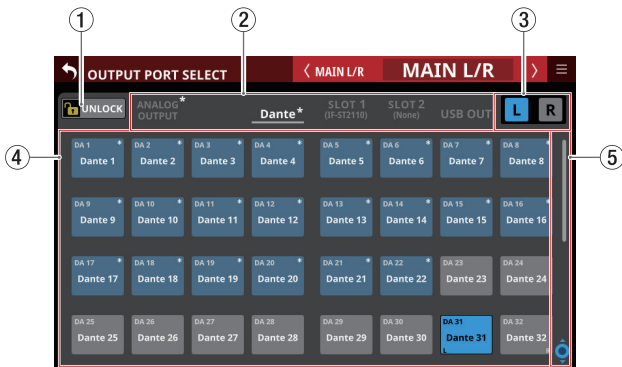 1 2 3
OUTPUT PORT SELECT MAIN L/R MAIN L/R
UNLOCK ANALOG OUTPUT* Dante* SLOT 1 (IF-ST2110) SLOT 2 (None) USB OUT L R
4 5
DA 1 * DA 2 * DA 3 * DA 4 * DA 5 * DA 6 * DA 7 * DA 8 *
Dante 1 Dante 2 Dante 3 Dante 4 Dante 5 Dante 6 Dante 7 Dante 8
DA 9 * DA 10 * DA 11 * DA 12 * DA 13 * DA 14 * DA 15 * DA 16 *
Dante 9 Dante 10 Dante 11 Dante 12 Dante 13 Dante 14 Dante 15 Dante 16
DA 17 * DA 18 * DA 19 * DA 20 * DA 21 * DA 22 * DA 23 DA 24
Dante 17 Dante 18 Dante 19 Dante 20 Dante 21 Dante 22 Dante 23 Dante 24
DA 25 DA 26 DA 27 DA 28 DA 29 DA 30 DA 31 DA 32
Dante 25 Dante 26 Dante 27 Dante 28 Dante 29 Dante 30 Dante 31 Dante 32
L R